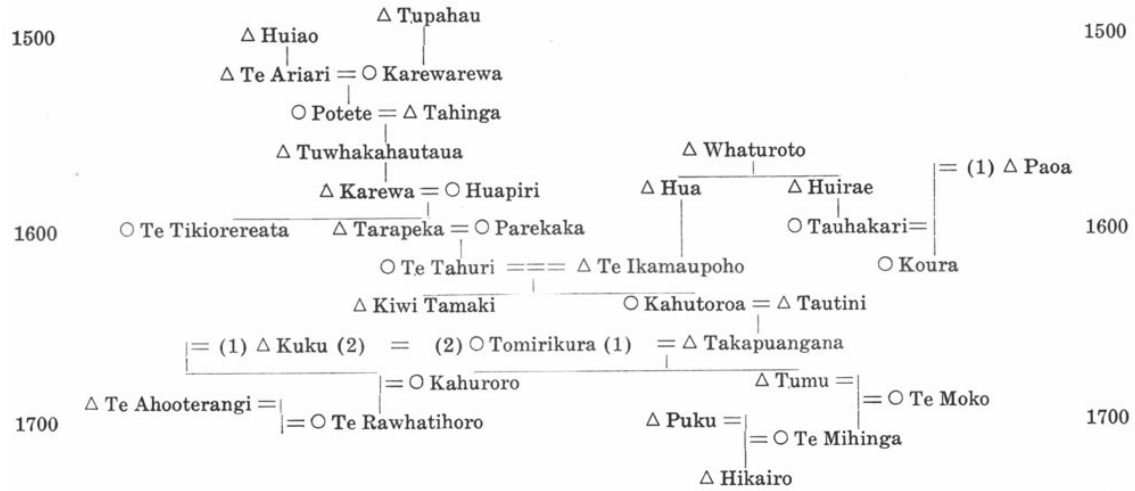 △ Tupahau
1500 △ Huiao 1500
△ Te Ariari = ○ Karewarewa
○ Potete = △ Tahinga
△ Tuwhakahautaua △ Whaturoto
= (1) △ Paoa
△ Karewa = ○ Huapiri △ Hua △ Huirae
1600 ○ Te Tikiorereata △ Tarapeka = ○ Parekaka ○ Tauhakari= 1600
○ Te Tahuri === △ Te Ikamaupoho ○ Koura
△ Kiwi Tamaki ○ Kahutoroa = △ Tautini
= (1) △ Kuku (2) = (2) ○ Tomirikura (1) = △ Takapuangana
= ○ Kahuroro △ Tumu =
△ Te Ahooterangi = = ○ Te Moko
1700 = ○ Te Rawhatihoro △ Puku = 1700
= ○ Te Mihinga
△ Hikairo